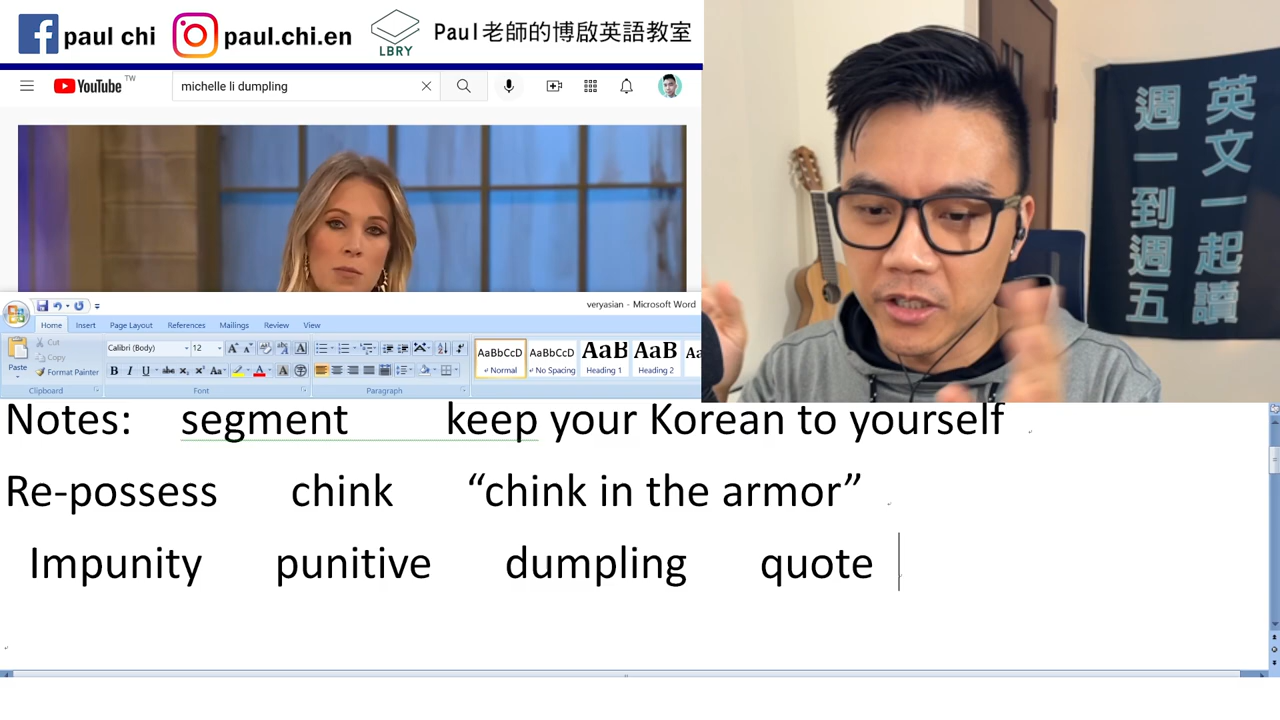 paul chi
paul.chi.en
LBRY
Paul老師的博啟英語教室
YouTube TW
michelle li dumpling
veryasian - Microsoft Word
Home Insert Page Layout References Mailings Review View
Cut
Copy
Format Painter
Paste
Clipboard
Calibri (Body) 12
Font
Paragraph
AaBbCcD AaBbCcD AaBb AaB Aa
Normal No Spacing Heading 1 Heading 2
英文一起讀
週一到週五
Notes: segment keep your Korean to yourself
Re-possess chink “chink in the armor”
Impunity punitive dumpling quote